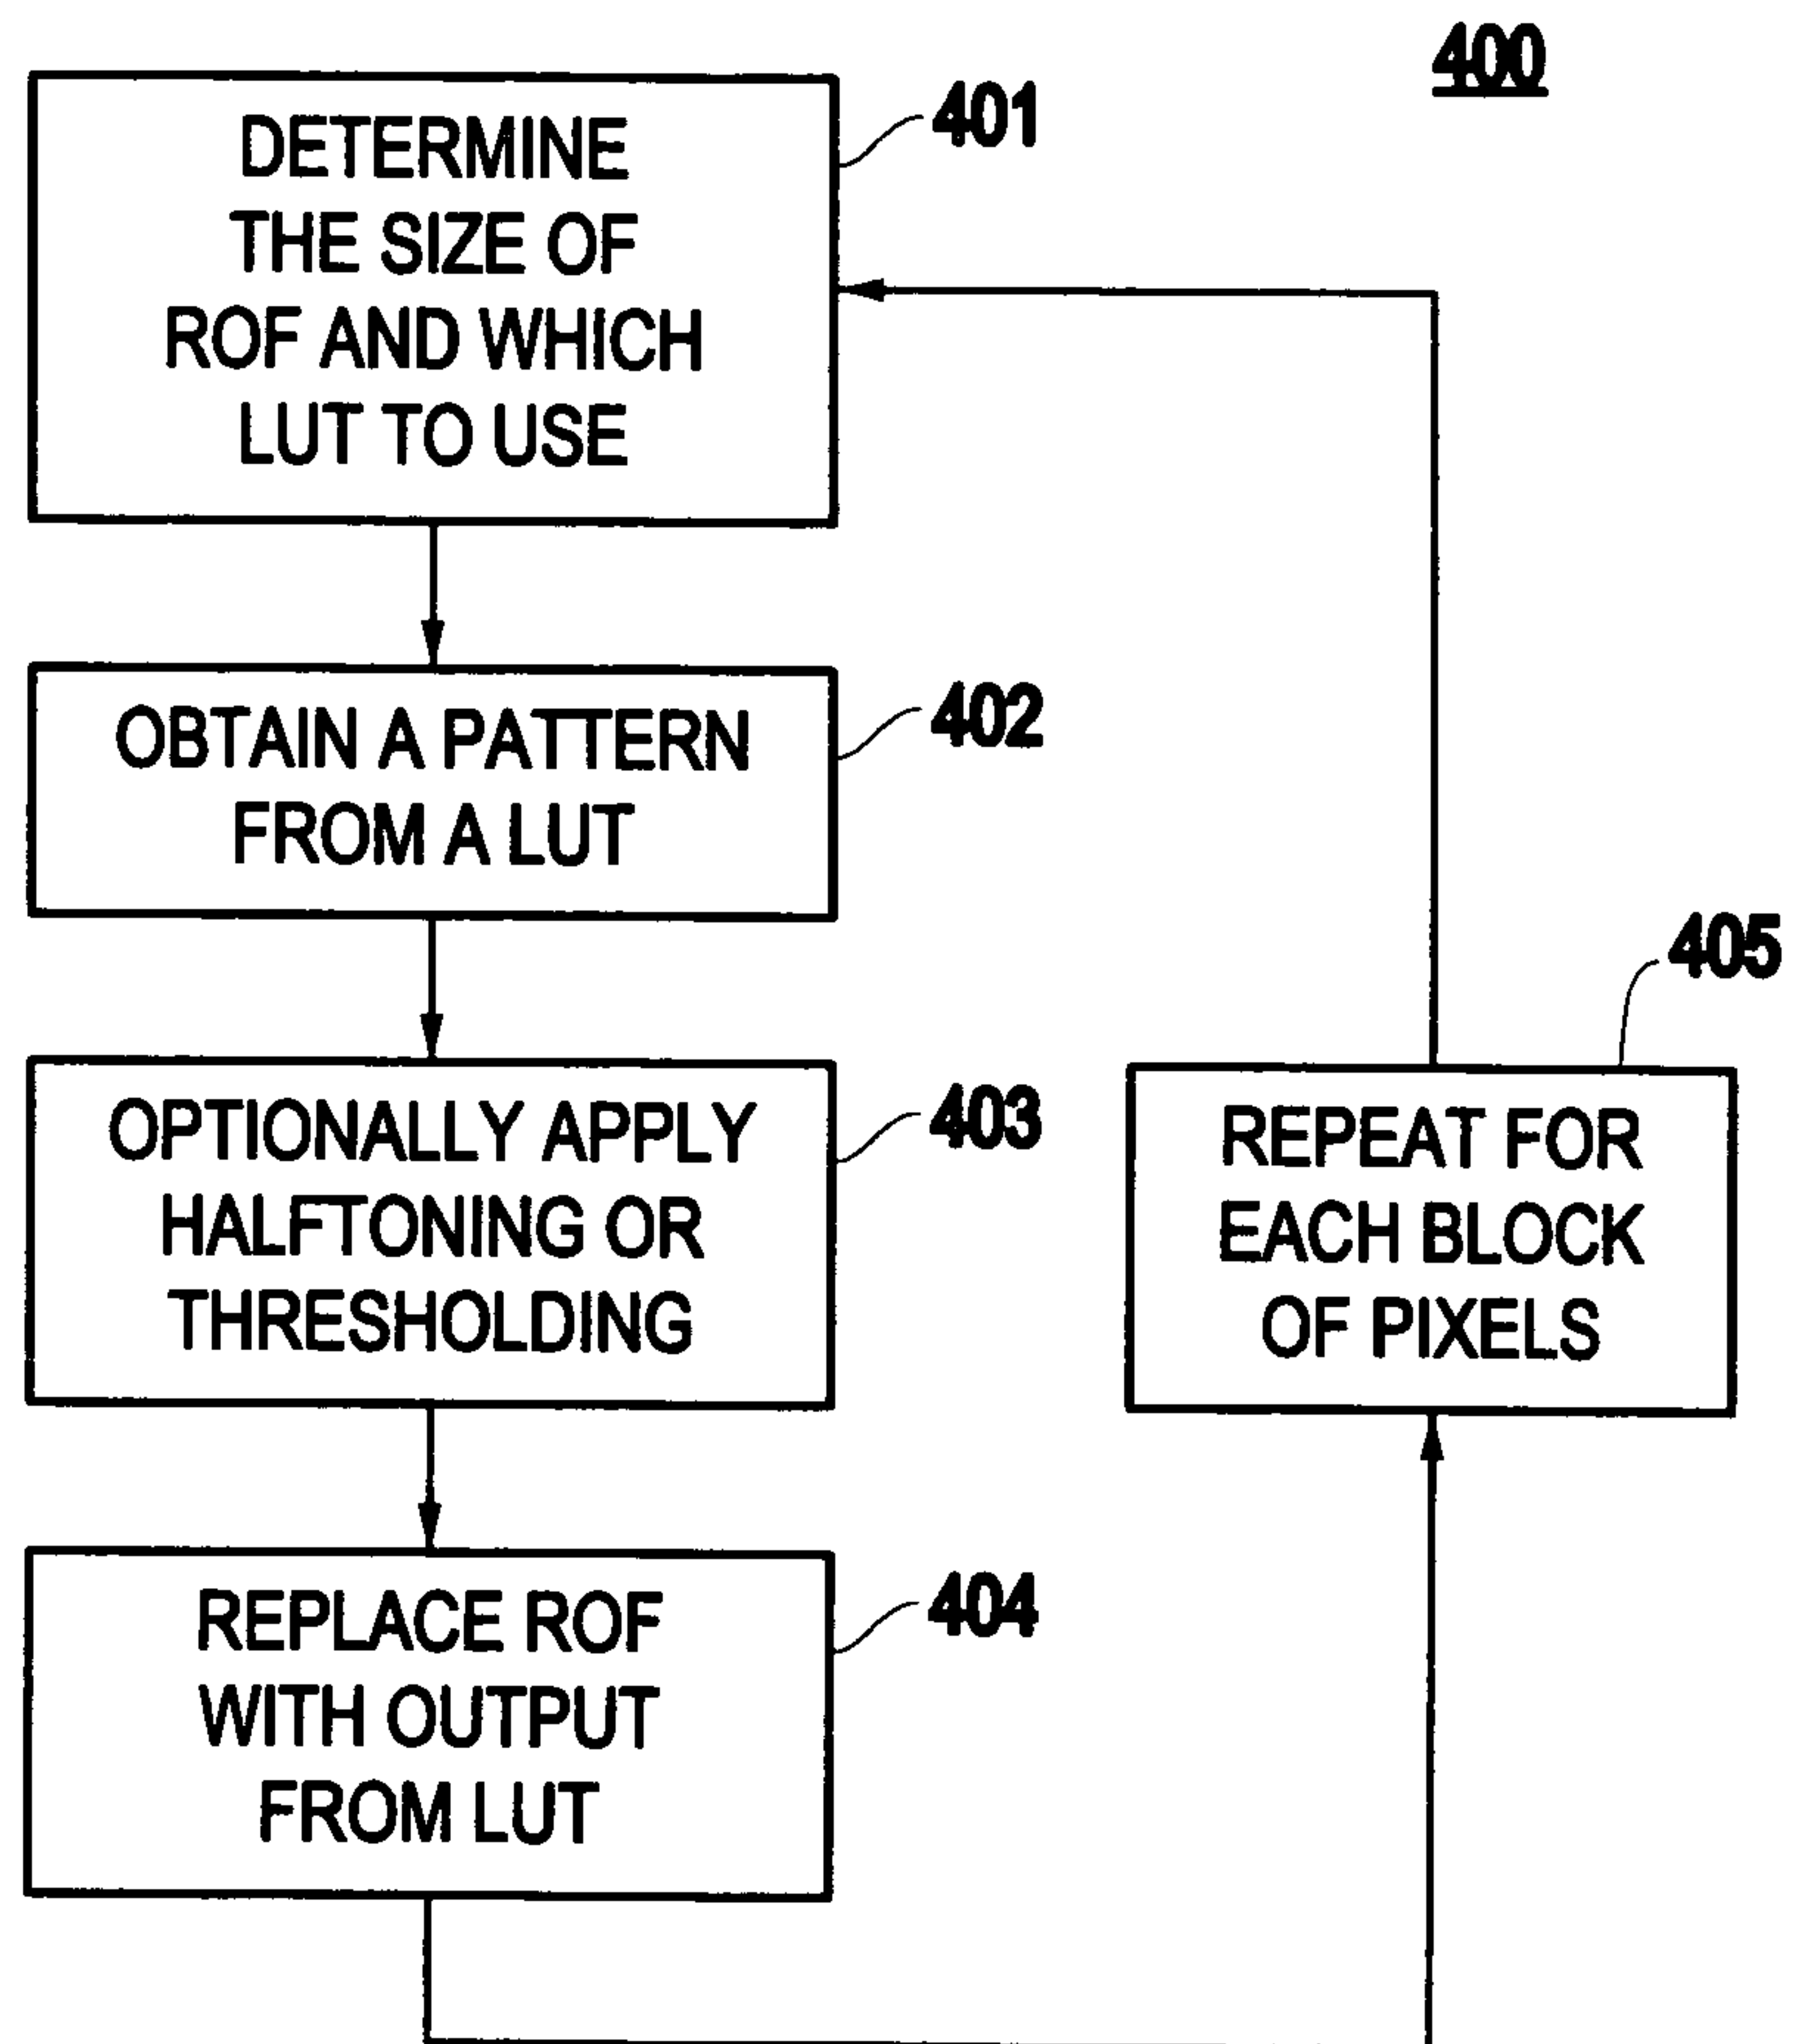 400
DETERMINE
THE SIZE OF
ROF AND WHICH
LUT TO USE
401
OBTAIN A PATTERN
FROM A LUT
402
OPTIONALLY APPLY
HALFTONING OR
THRESHOLDING
403
REPLACE ROF
WITH OUTPUT
FROM LUT
404
REPEAT FOR
EACH BLOCK
OF PIXELS
405